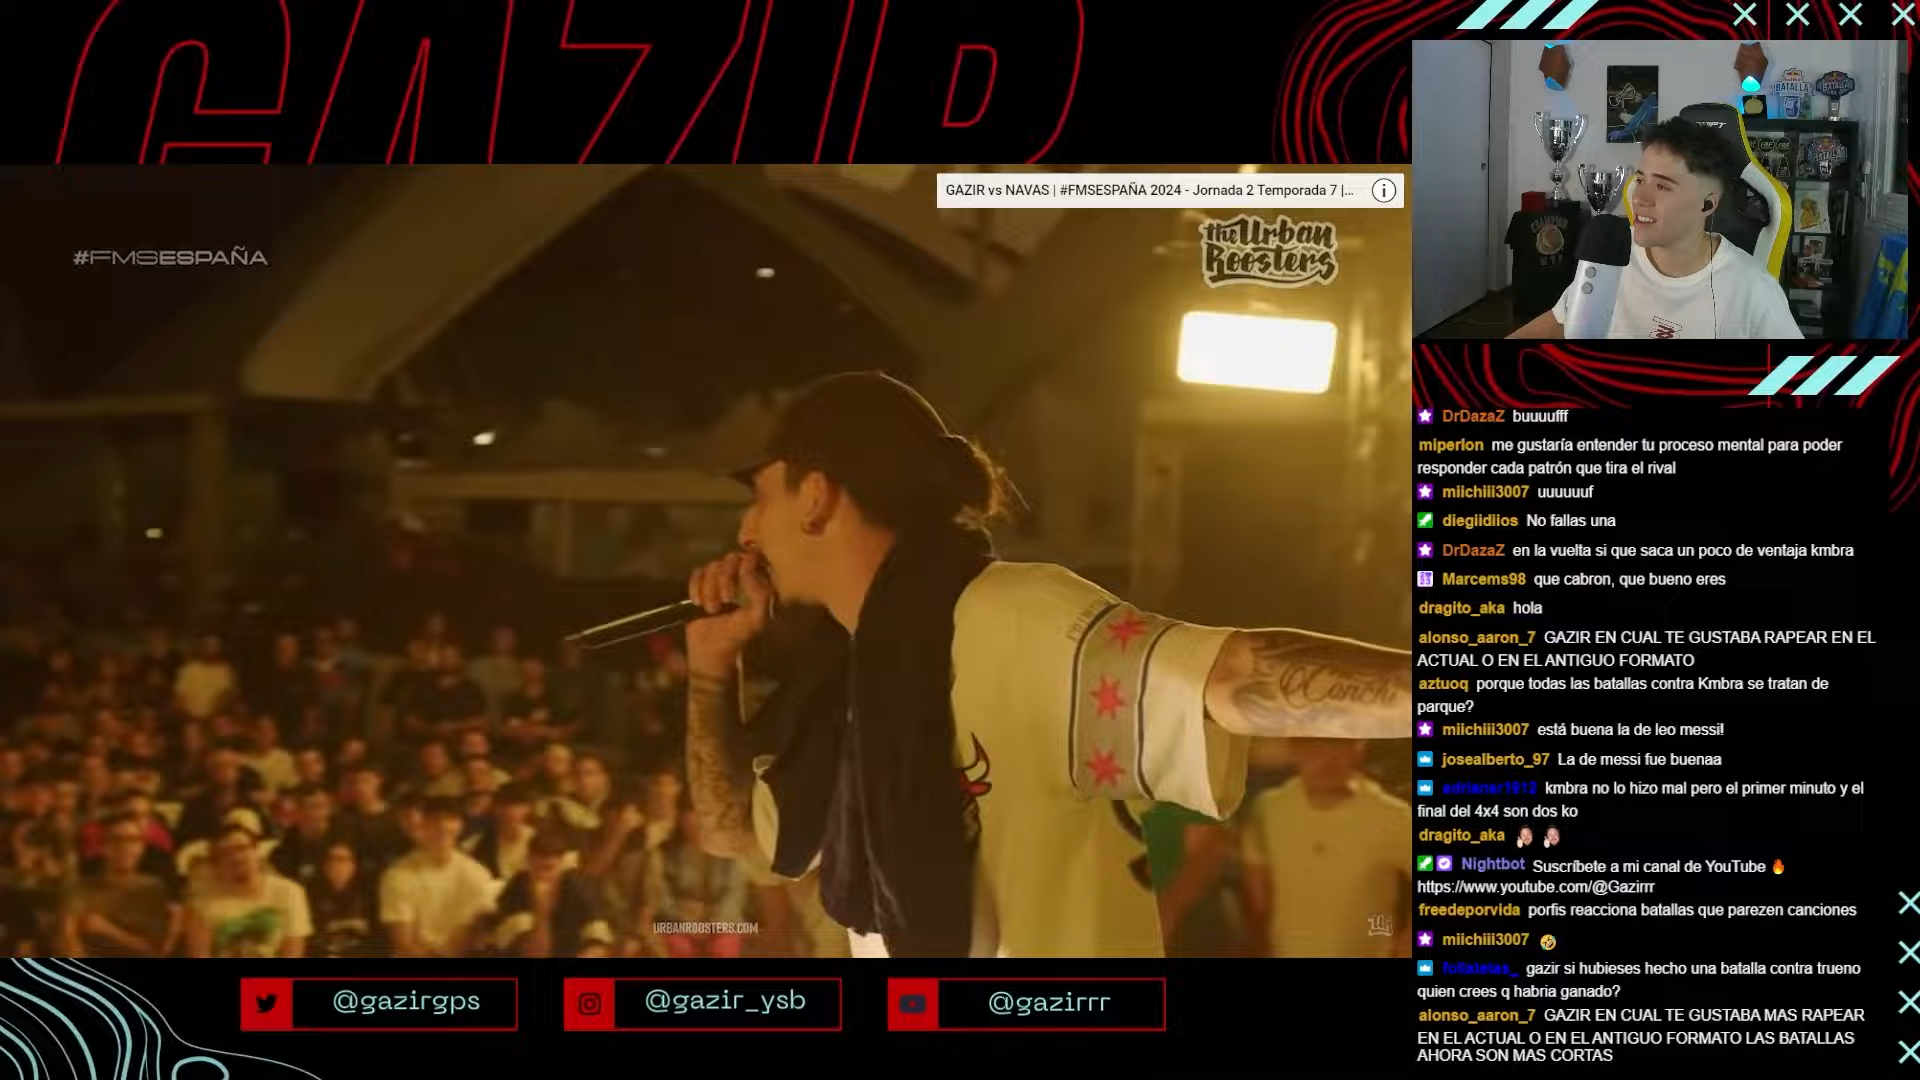 GAZIR
GAZIR vs NAVAS | #FMSESPAÑA 2024 - Jornada 2 Temporada 7 |...
#FMSESPAÑA
the Urban
Roosters
Conchi
URBANROOSTERS.COM
@gazirgps
@gazir_ysb
@gazirrr
BATALLA
BATALLA
DrDazaZ buuuufff
miperlon me gustaría entender tu proceso mental para poder
responder cada patrón que tira el rival
miichiii3007 uuuuuuf
diegiidiios No fallas una
DrDazaZ en la vuelta si que saca un poco de ventaja kmbra
Marcems98 que cabron, que bueno eres
dragito_aka hola
alonso_aaron_7 GAZIR EN CUAL TE GUSTABA RAPEAR EN EL
ACTUAL O EN EL ANTIGUO FORMATO
aztuoq porque todas las batallas contra Kmbra se tratan de
parque?
miichiii3007 está buena la de leo messi!
josealberto_97 La de messi fue buenaa
adrianar1912 kmbra no lo hizo mal pero el primer minuto y el
final del 4x4 son dos ko
dragito_aka
Nightbot Suscríbete a mi canal de YouTube 🔥
https://www.youtube.com/@Gazirrr
freedeporvida porfis reacciona batallas que parezen canciones
miichiii3007 🤣
gazir si hubieses hecho una batalla contra trueno
quien crees q habria ganado?
alonso_aaron_7 GAZIR EN CUAL TE GUSTABA MAS RAPEAR
EN EL ACTUAL O EN EL ANTIGUO FORMATO LAS BATALLAS
AHORA SON MAS CORTAS